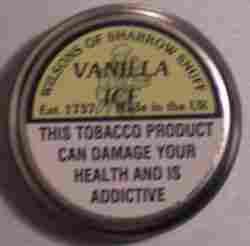 WILSONS OF SHARROW SNUFF
VANILLA
ICE
Est. 1737. Made in the UK
THIS TOBACCO PRODUCT
CAN DAMAGE YOUR
HEALTH AND IS
ADDICTIVE